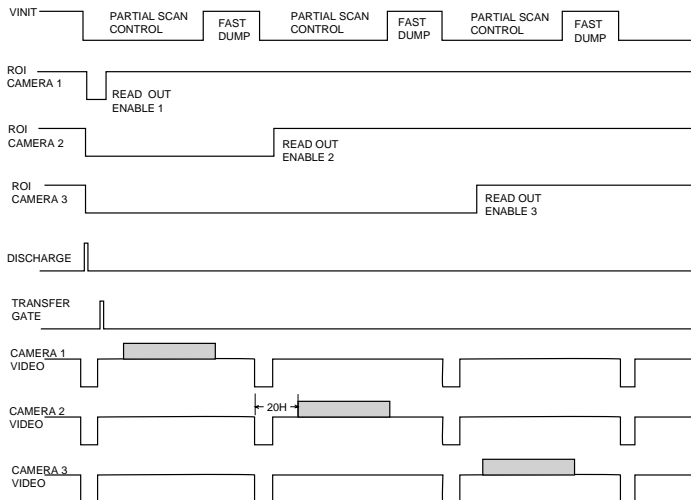 VINIT
PARTIAL SCAN
CONTROL
FAST
DUMP
PARTIAL SCAN
CONTROL
FAST
DUMP
PARTIAL SCAN
CONTROL
FAST
DUMP
ROI
CAMERA 1
READ OUT
ENABLE 1
ROI
CAMERA 2
READ OUT
ENABLE 2
ROI
CAMERA 3
READ OUT
ENABLE 3
DISCHARGE
TRANSFER
GATE
CAMERA 1
VIDEO
CAMERA 2
VIDEO
20H
CAMERA 3
VIDEO